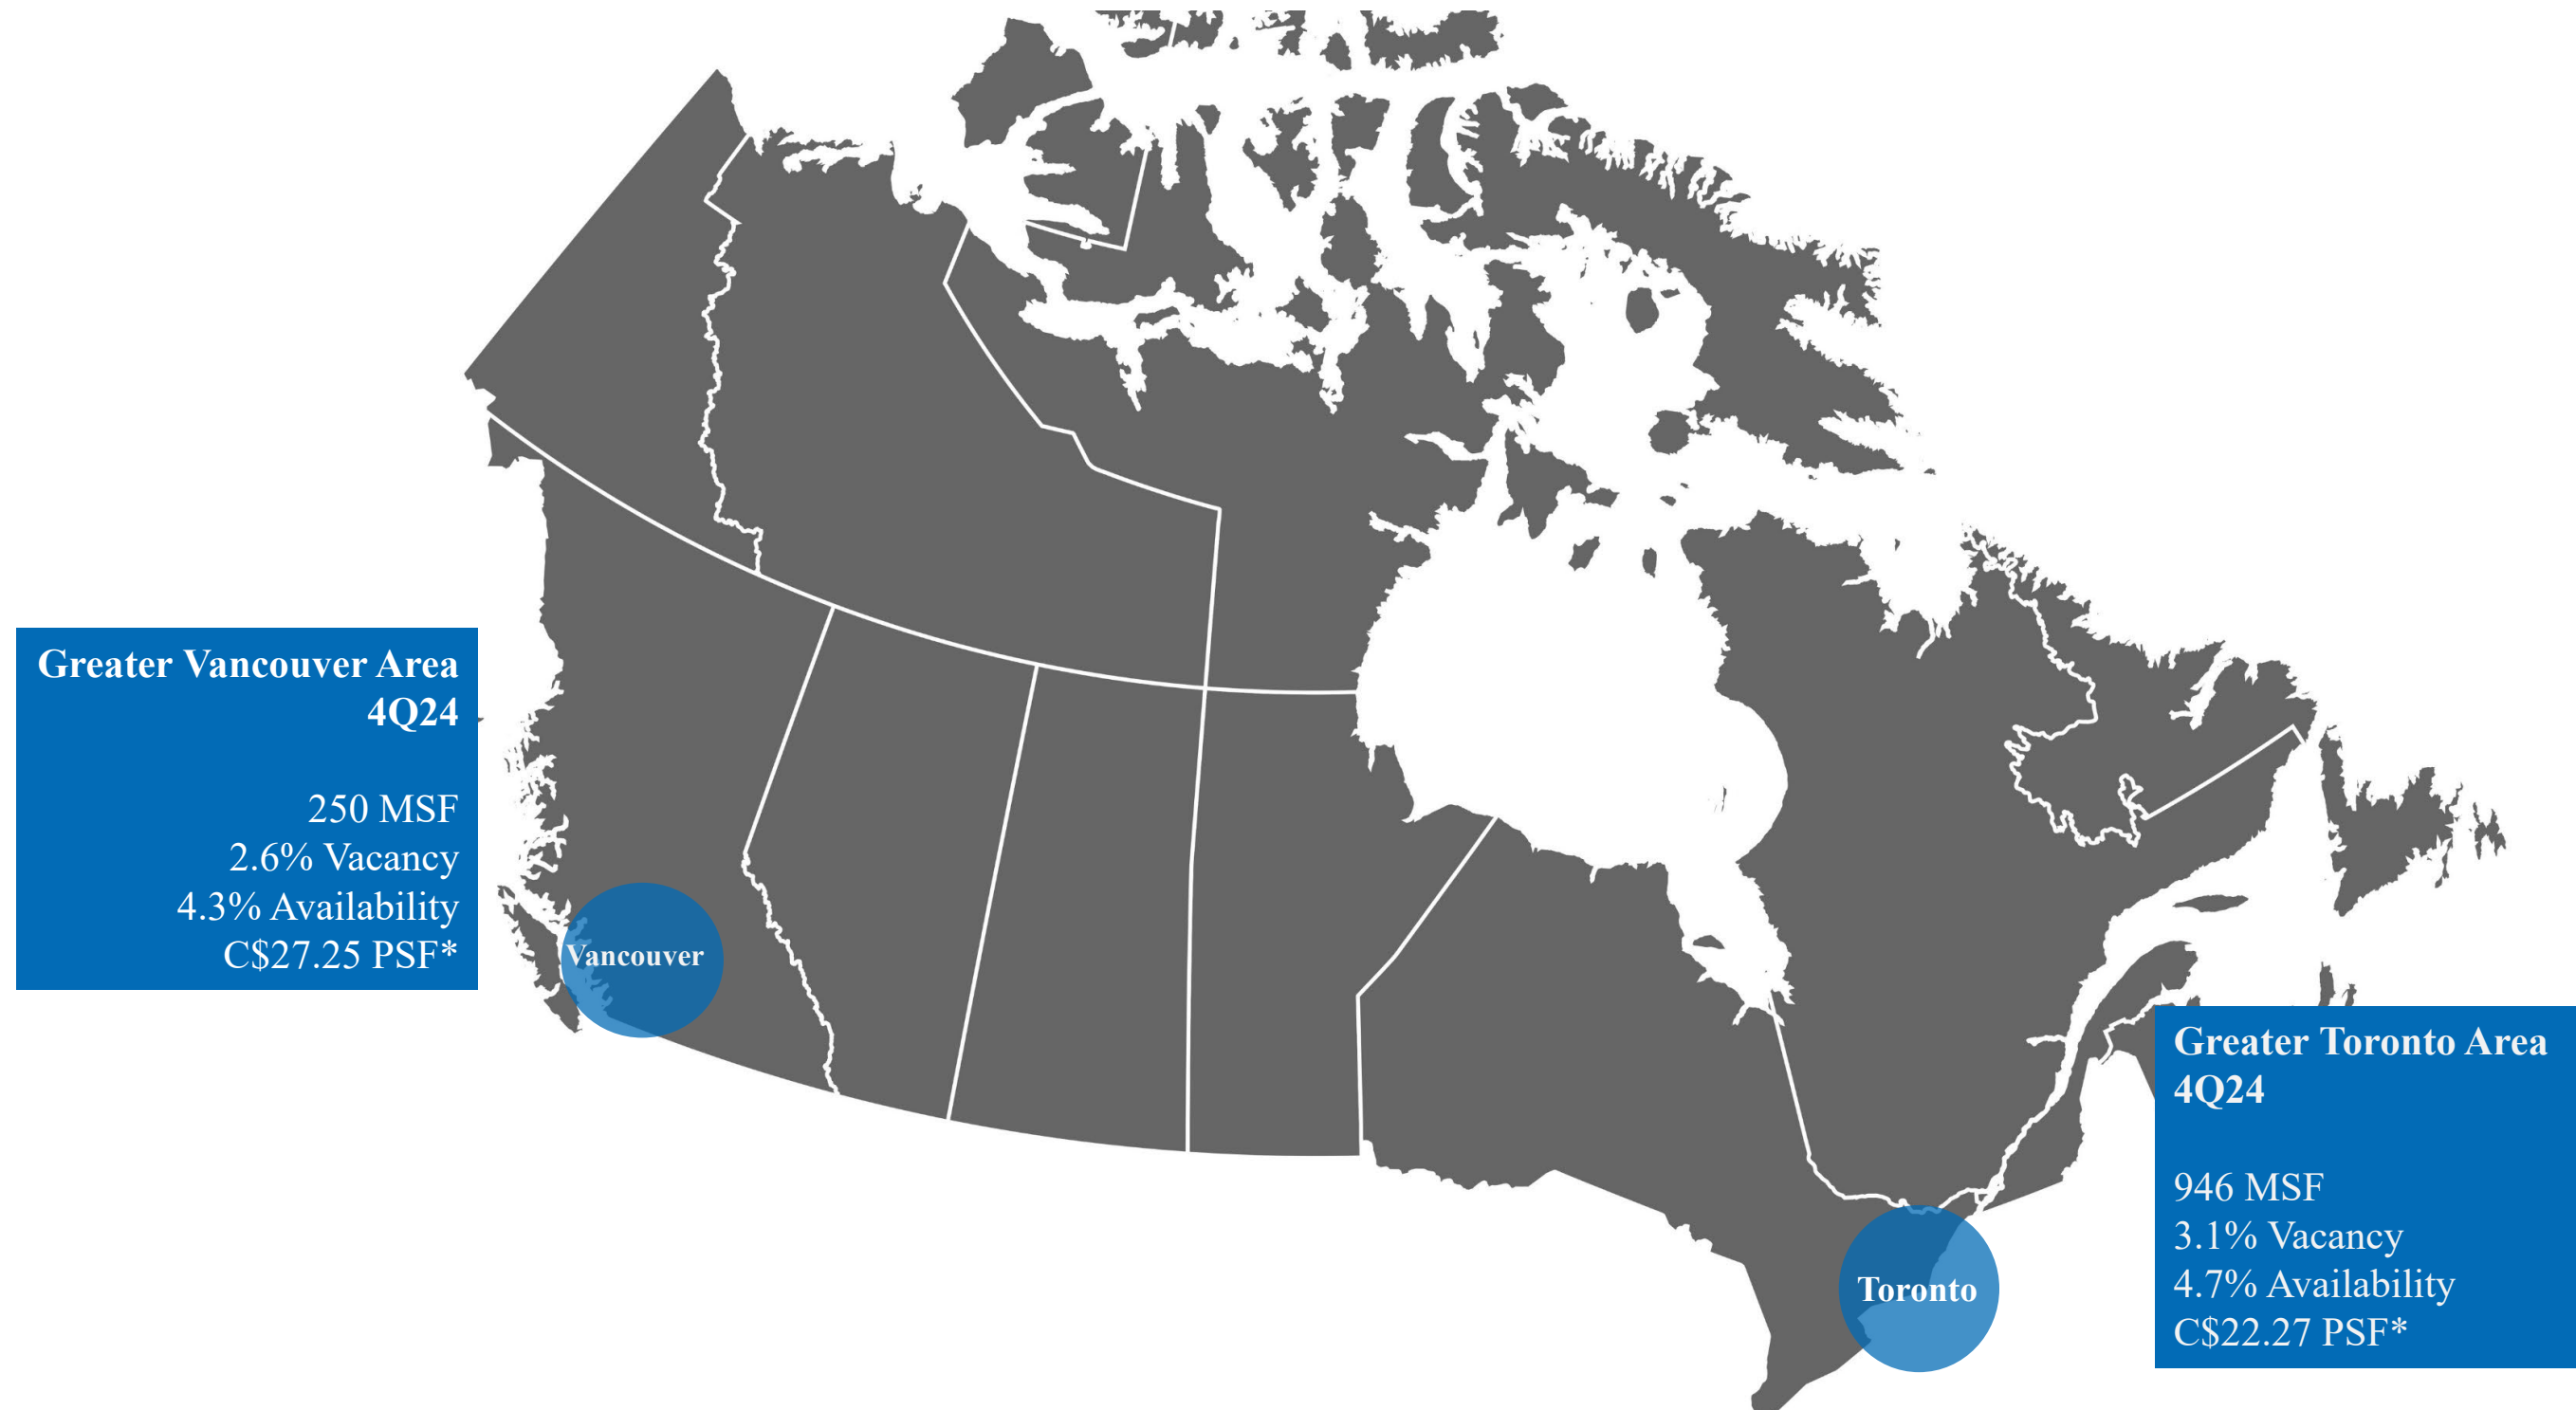 Greater Vancouver Area
4Q24
250 MSF
2.6% Vacancy
4.3% Availability
C$27.25 PSF*
Vancouver
Greater Toronto Area
4Q24
946 MSF
3.1% Vacancy
4.7% Availability
C$22.27 PSF*
Toronto